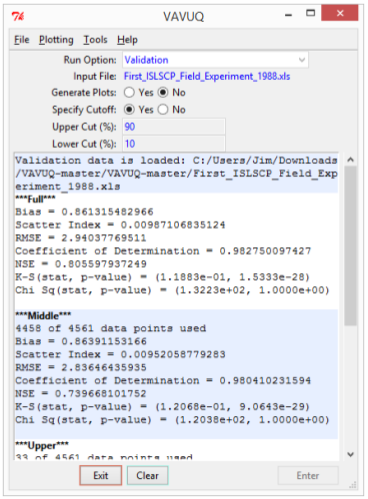 VAVUQ
File Plotting Tools Help
Run Option: Validation
Input File: First_ISLSCP_Field_Experiment_1988.xls
Generate Plots: Yes No
Specify Cutoff: Yes No
Upper Cut (%): 90
Lower Cut (%): 10
Validation data is loaded: C:/Users/Jim/Downloads
/VAVUQ-master/VAVUQ-master/First_ISLSCP_Field_Exp
eriment_1988.xls
***Full***
Bias = 0.861315482966
Scatter Index = 0.00987106835124
RMSE = 2.94037769511
Coefficient of Determination = 0.982750097427
NSE = 0.805597937249
K-S(stat, p-value) = (1.1883e-01, 1.5333e-28)
Chi Sq(stat, p-value) = (1.3223e+02, 1.0000e+00)
***Middle***
4458 of 4561 data points used
Bias = 0.86391153166
Scatter Index = 0.00952058779283
RMSE = 2.83646435935
Coefficient of Determination = 0.980410231594
NSE = 0.739668101752
K-S(stat, p-value) = (1.2068e-01, 9.0643e-29)
Chi Sq(stat, p-value) = (1.2038e+02, 1.0000e+00)
***Upper***
33 of 4561 data points used
Exit Clear Enter